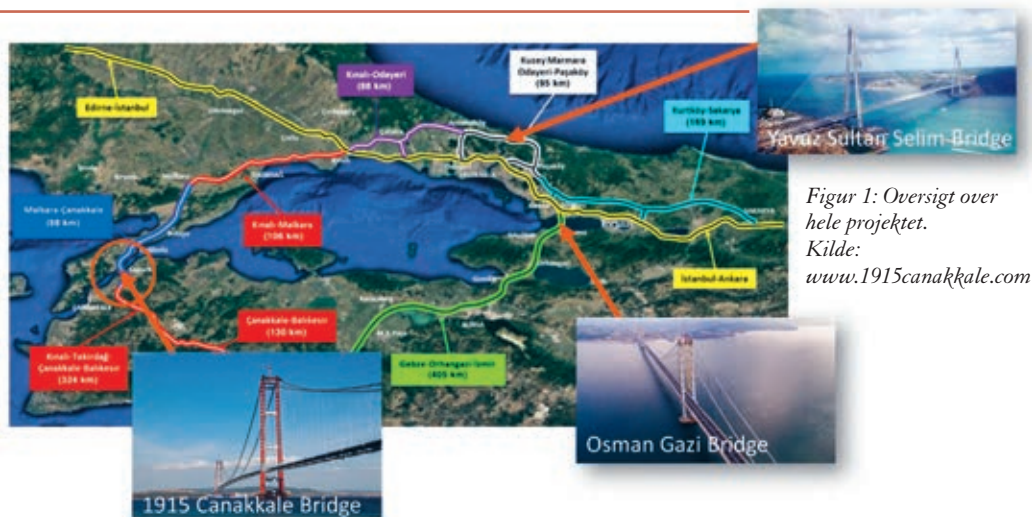 Yavuz Sultan Selim Bridge
Edirne-İstanbul
Kınalı-Odayeri
(88 km)
Kuzey Marmara
Odayeri-Paşaköy
(95 km)
Kurtköy-Sakarya
(169 km)
Malkara-Çanakkale
(88 km)
Kınalı-Malkara
(106 km)
İstanbul-Ankara
Çanakkale-Balıkesir
(130 km)
Kınalı-Tekirdağ
Çanakkale-Balıkesir
(324 km)
Gebze-Orhangazi-İzmir
(405 km)
1915 Canakkale Bridge
Osman Gazi Bridge
Figur 1: Oversigt over
hele projektet.
Kilde:
www.1915canakkale.com